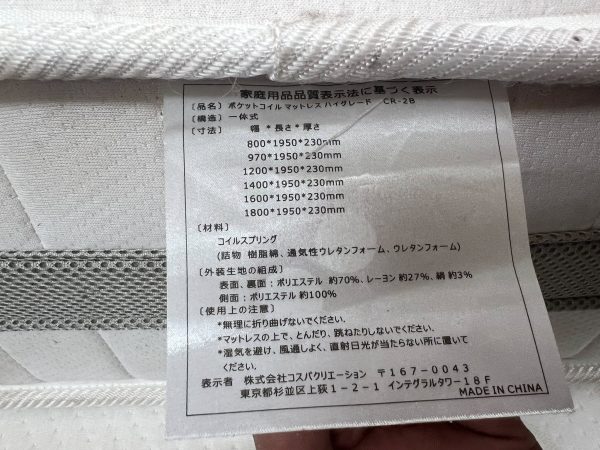 家庭用品品質表示法に基づく表示
〔品名〕ポケットコイル マットレス ハイグレード CR-2B
〔構造〕一体式
〔寸法〕 幅 *長さ*厚さ
800*1950*230mm
970*1950*230mm
1200*1950*230mm
1400*1950*230mm
1600*1950*230mm
1800*1950*230mm
〔材料〕
コイルスプリング
(詰物 樹脂綿、通気性ウレタンフォーム、ウレタンフォーム)
〔外装生地の組成〕
表面、裏面：ポリエステル 約70%、レーヨン 約27%、絹 約3%
側面：ポリエステル 約100%
〔使用上の注意〕
*無理に折り曲げないでください.
*マットレスの上で、とんだり、跳ねたりしないでください.
*湿気を避け、風通しよく、直射日光が当たらない所に置いて
ください.
表示者 株式会社コスパクリエーション 〒167-0043
東京都杉並区上荻1-2-1 インテグラルタワー18F
MADE IN CHINA